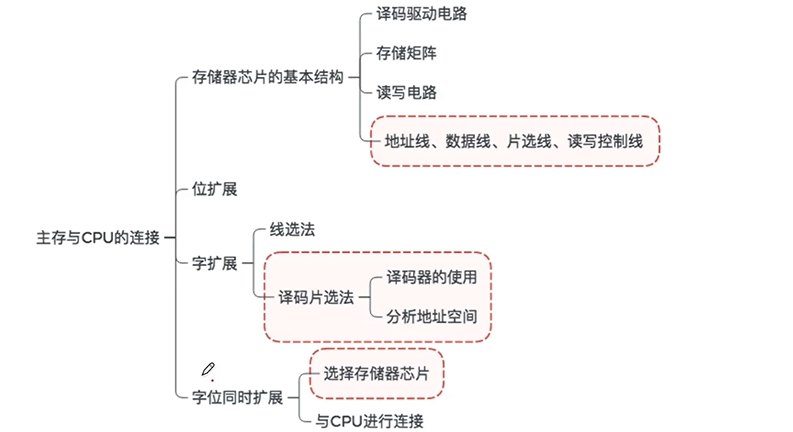 译码驱动电路
存储器芯片的基本结构
存储矩阵
读写电路
地址线、数据线、片选线、读写控制线
位扩展
主存与CPU的连接
线选法
字扩展
译码片选法
译码器的使用
分析地址空间
选择存储器芯片
字位同时扩展
与CPU进行连接